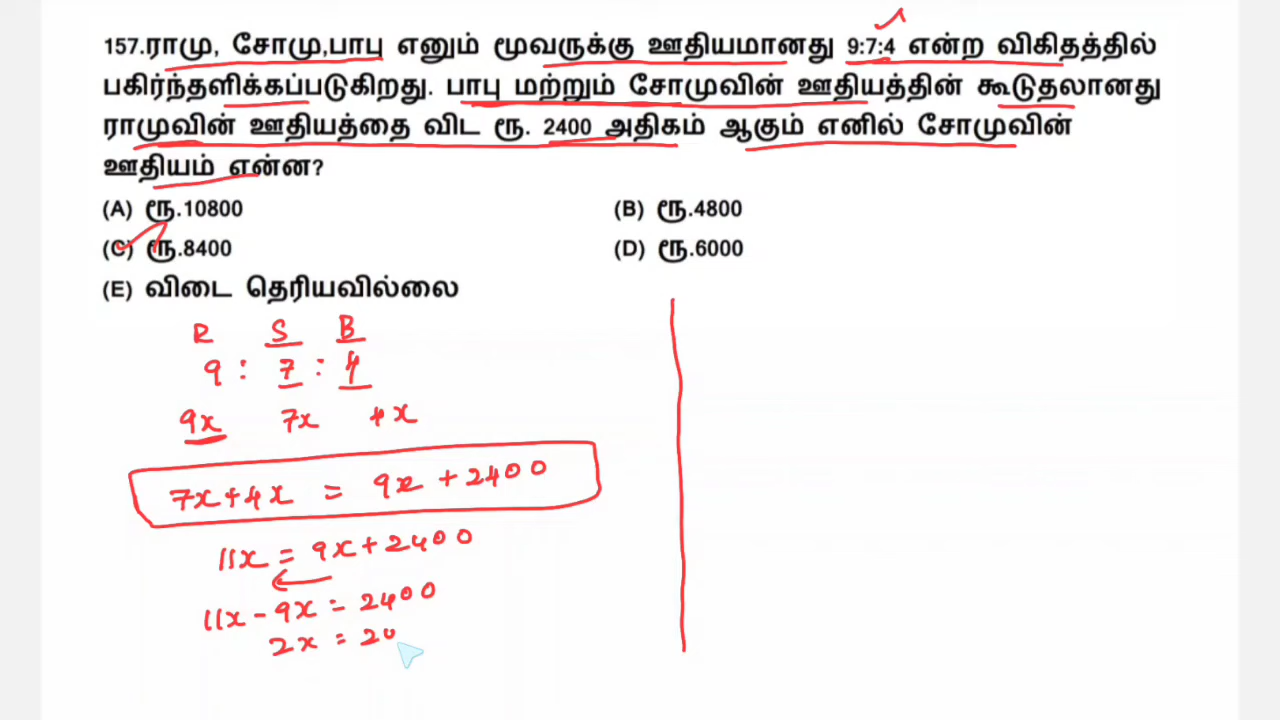 157.ராமு, சோமு,பாபு எனும் மூவருக்கு ஊதியமானது 9:7:4 என்ற விகிதத்தில்
பகிர்ந்தளிக்கப்படுகிறது. பாபு மற்றும் சோமுவின் ஊதியத்தின் கூடுதலானது
ராமுவின் ஊதியத்தை விட ரூ. 2400 அதிகம் ஆகும் எனில் சோமுவின்
ஊதியம் என்ன?
(A) ரூ.10800 (B) ரூ.4800
(C) ரூ.8400 (D) ரூ.6000
(E) விடை தெரியவில்லை
R S B
9 : 7 : 4
9x 7x 4x
7x+4x = 9x+2400
11x = 9x+2400
11x - 9x = 2400
2x = 24